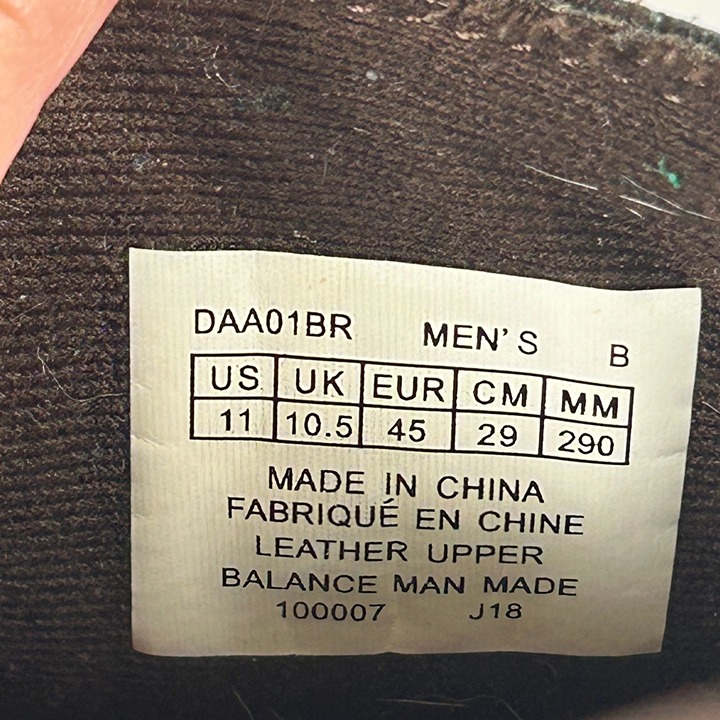 DAA01BR MEN'S B
US UK EUR CM MM
11 10.5 45 29 290
MADE IN CHINA
FABRIQUÉ EN CHINE
LEATHER UPPER
BALANCE MAN MADE
100007 J18